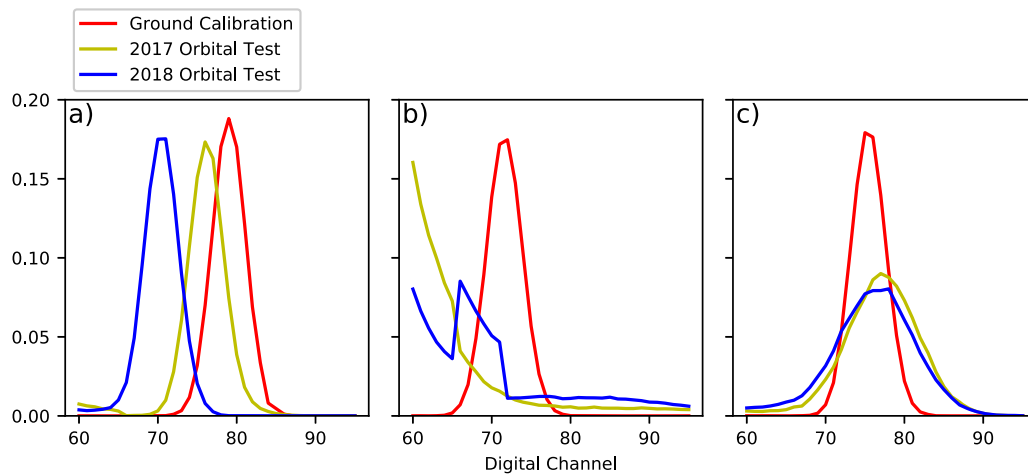 Ground Calibration
2017 Orbital Test
2018 Orbital Test
a) b) c)
0.20
0.15
0.10
0.05
0.00
60 70 80 90 60 70 80 90 60 70 80 90
Digital Channel